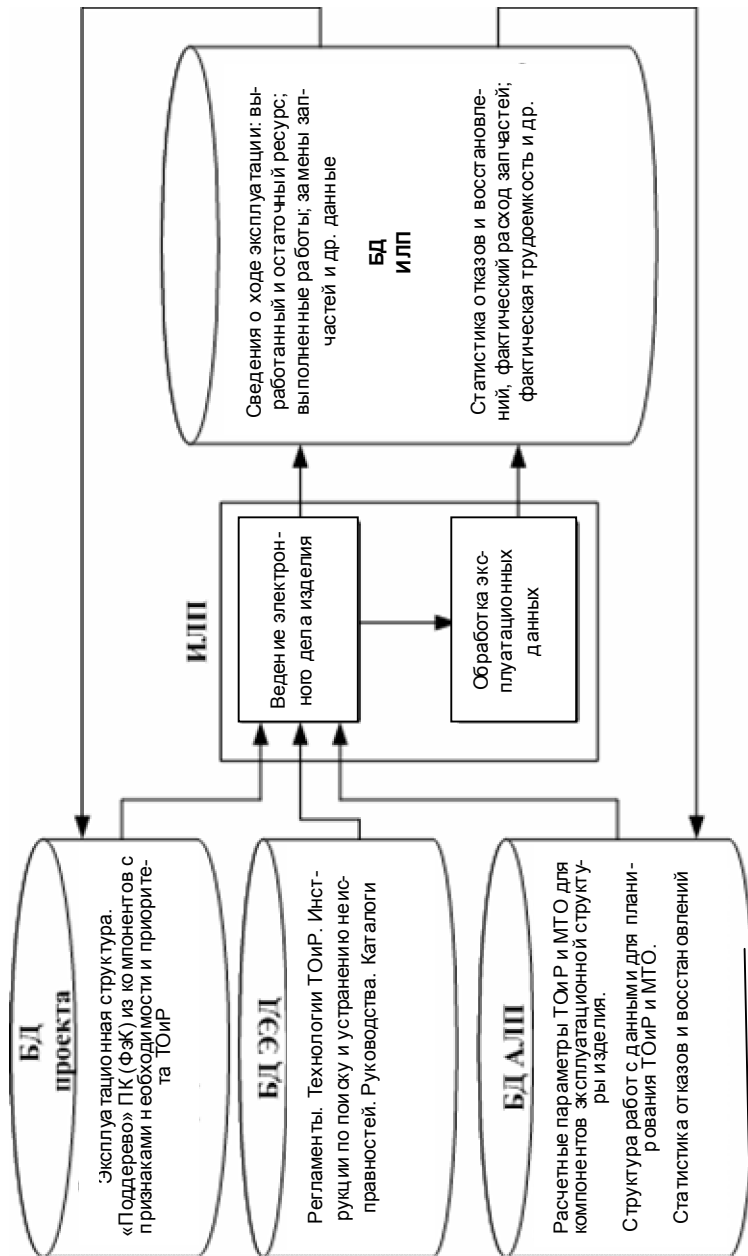 БД
проекта
Эксплуатационная структура.
«Поддерево» ПК (ФэК) из компонентов с
признаками необходимости и приорите-
та ТОиР
БД ЭЭД
Регламенты. Технологии ТОиР. Инст-
рукции по поиску и устранению неис-
правностей. Руководства. Каталоги
БД АЛП
Расчетные параметры ТОиР и МТО для
компонентов эксплуатационной структу-
ры изделия.
Структура работ с данными для плани-
рования ТОиР и МТО.
Статистика отказов и восстановлений
ИЛП
Ведение электрон-
ного дела изделия
Обработка экс-
плуатационных
данных
Сведения о ходе эксплуатации: вы-
работанный и остаточный ресурс;
выполненные работы; замены зап-
частей и др. данные
БД
ИЛП
Статистика отказов и восстановле-
ний, фактический расход запчастей;
фактическая трудоемкость и др.